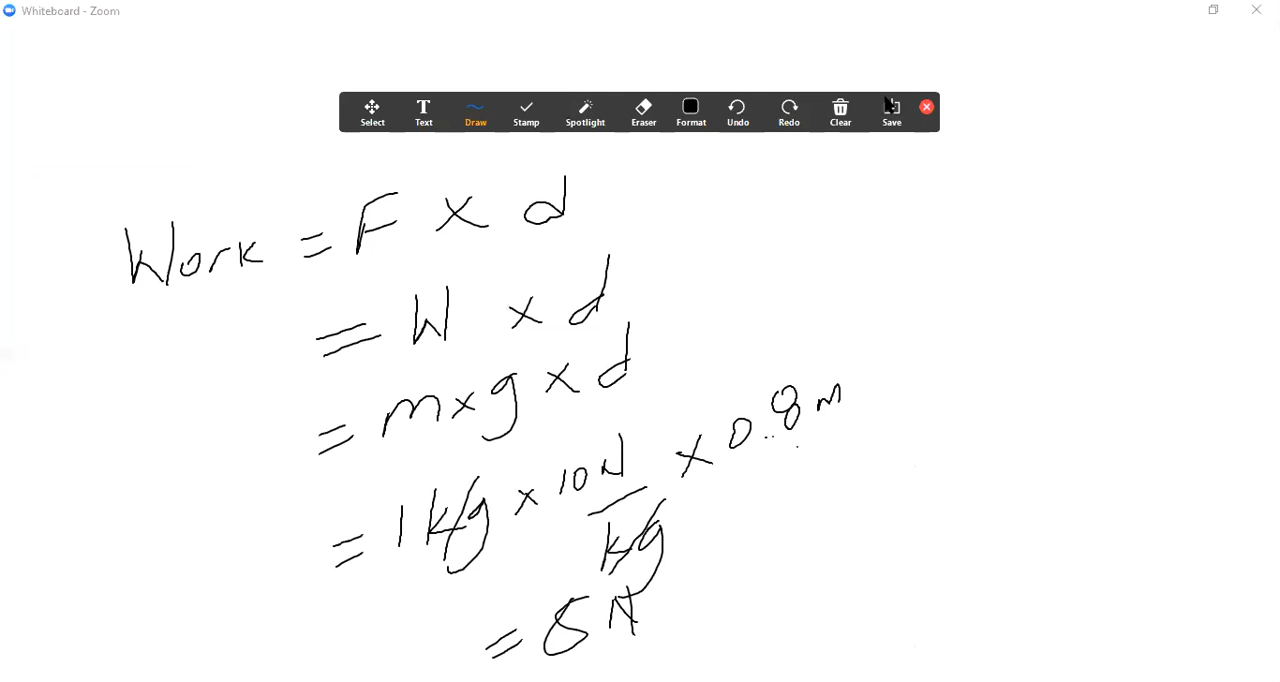 Whiteboard - Zoom
Select Text Draw Stamp Spotlight Eraser Format Undo Redo Clear Save
Work = F x d
= W x d
= m x g x d
= 1 kg x 10 N/kg x 0.8 m
= 8 N